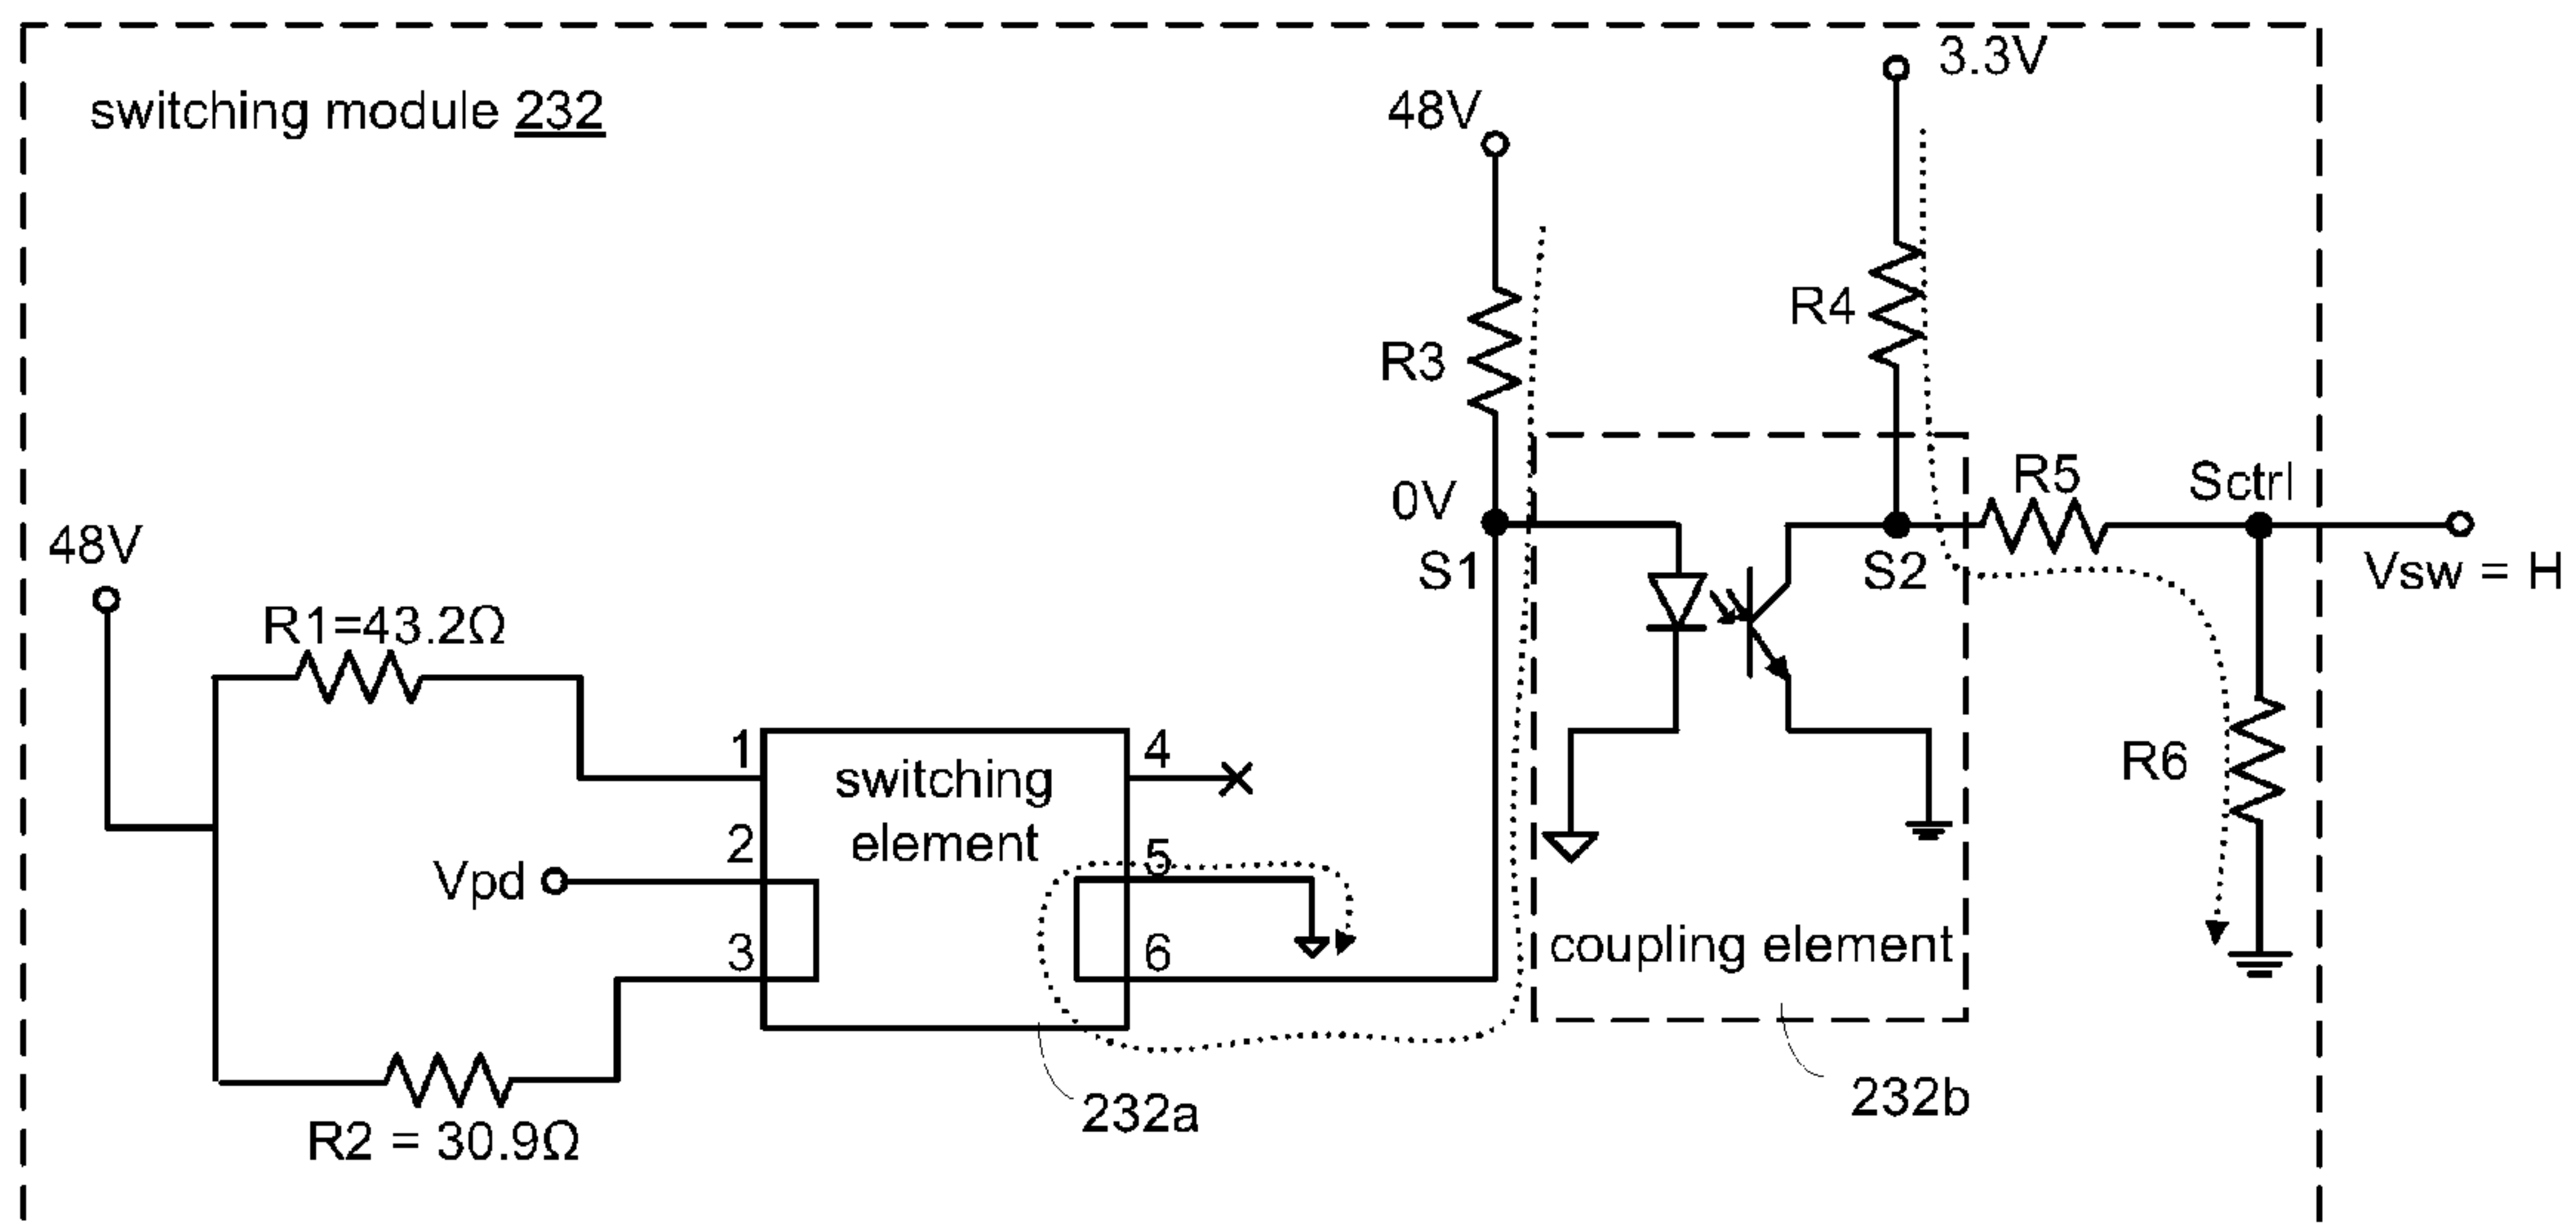 switching module 232
48V
3.3V
R3
R4
0V
S1
S2
R5
Sctrl
Vsw = H
R6
48V
R1=43.2Ω
1
2
3
switching
element
4
5
6
Vpd
R2 = 30.9Ω
232a
coupling element
232b